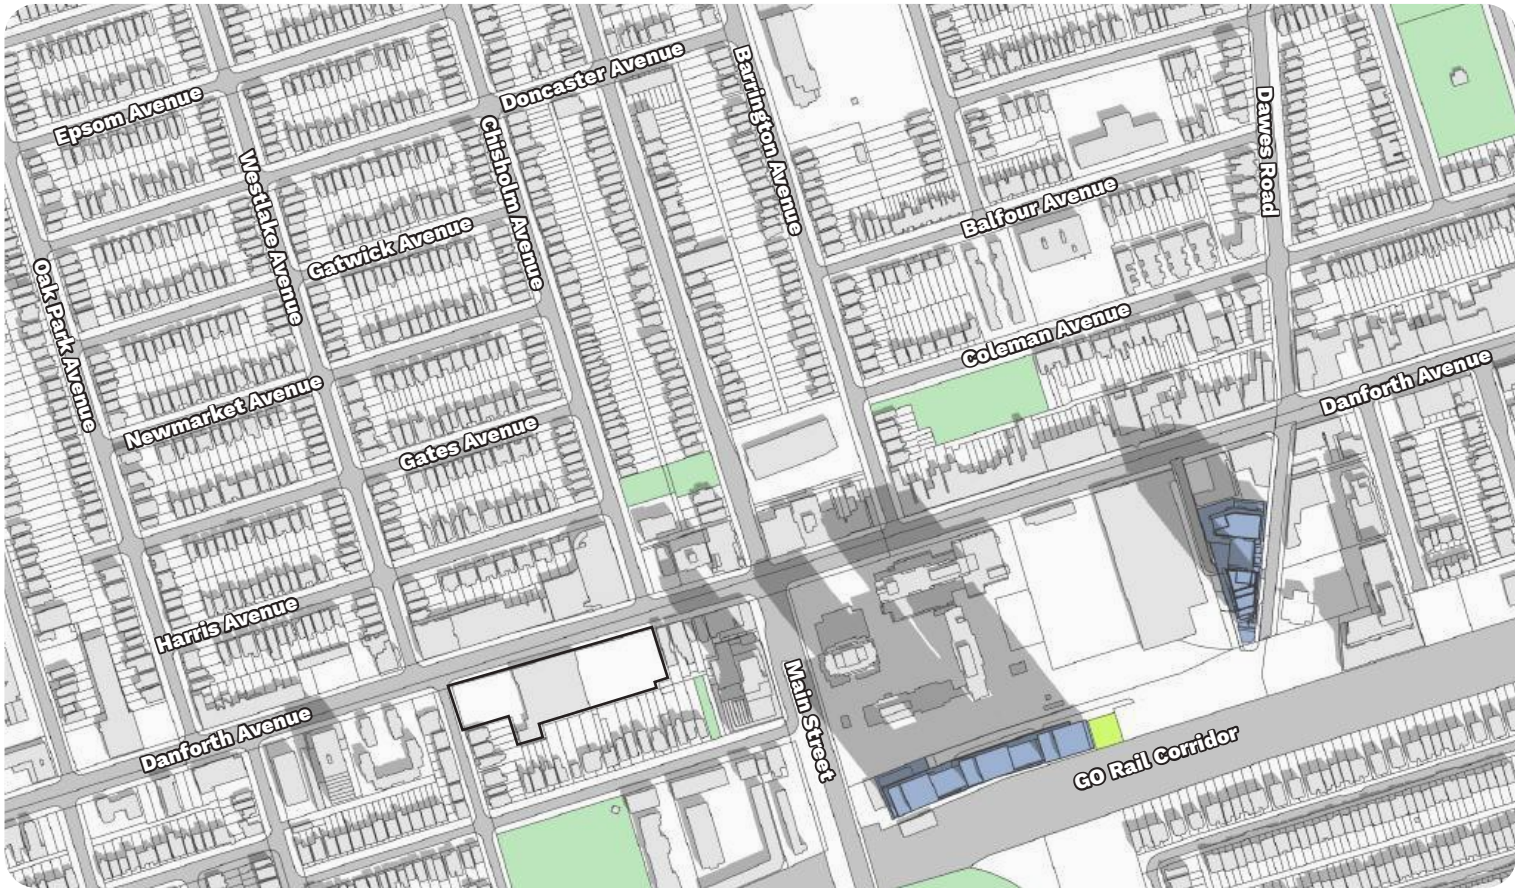 Doncaster Avenue
Epsom Avenue
Barrington Avenue
Dawes Road
Chisholm Avenue
Westlake Avenue
Balfour Avenue
Gatwick Avenue
Oak Park Avenue
Coleman Avenue
Danforth Avenue
Newmarket Avenue
Gates Avenue
Harris Avenue
Main Street
Danforth Avenue
GO Rail Corridor